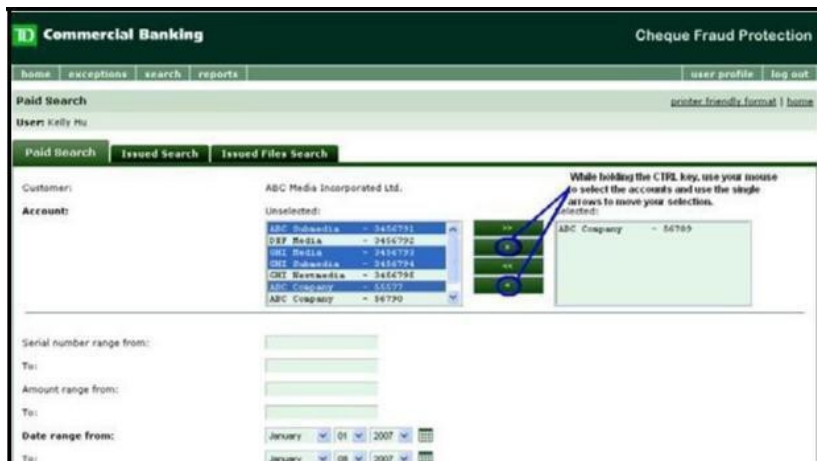 TD Commercial Banking
Cheque Fraud Protection
home exceptions search reports user profile log out
Paid Search printer friendly format | home
User: Kelly Hu
Paid Search Issued Search Issued Files Search
While holding the CTRL key, use your mouse
to select the accounts and use the single
arrows to move your selection.
Customer: ABC Media Incorporated Ltd.
Account: Unselected: Selected:
ABC Submedia - 3456791
DEF Media - 3456792
GHI Media - 3456793
GHI Submedia - 3456794
GHI Nextmedia - 3456795
ABC Company - 55577
ABC Company - 56790
>>
>
<<
<
ABC Company - 56789
Serial number range from:
To:
Amount range from:
To:
Date range from: January 01 2007
To: January 08 2007